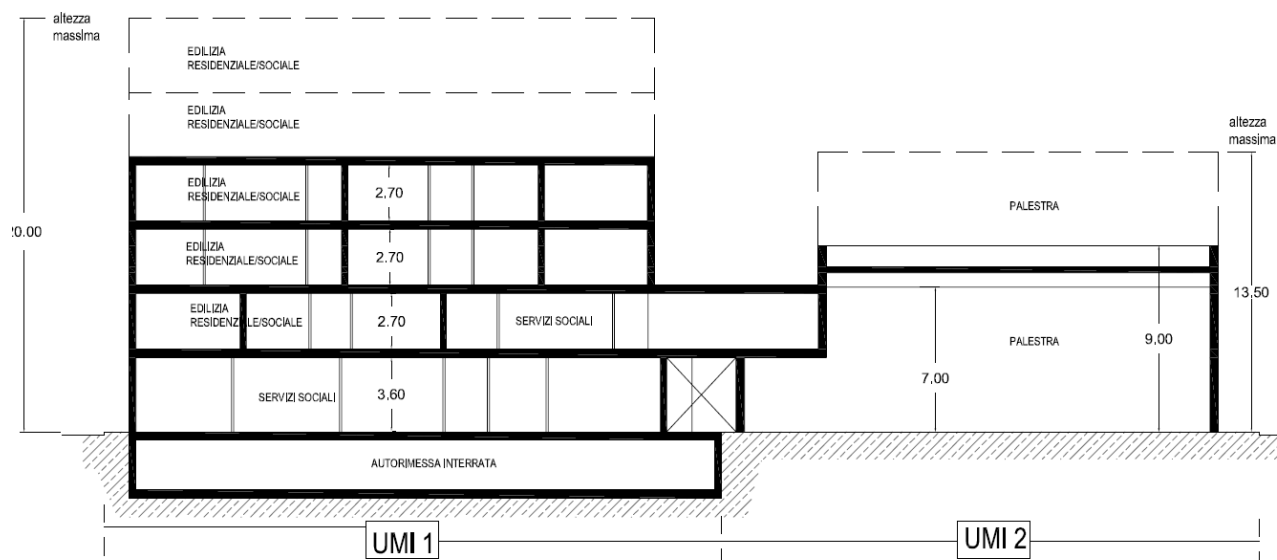 altezza
massima
EDILIZIA
RESIDENZIALE/SOCIALE
EDILIZIA
RESIDENZIALE/SOCIALE
altezza
massima
EDILIZIA
RESIDENZIALE/SOCIALE
2.70
PALESTRA
20.00
EDILIZIA
RESIDENZIALE/SOCIALE
2.70
13.50
EDILIZIA
RESIDENZIALE/SOCIALE
2.70
SERVIZI SOCIALI
PALESTRA
9.00
7.00
SERVIZI SOCIALI
3.60
AUTORIMESSA INTERRATA
UMI 1
UMI 2